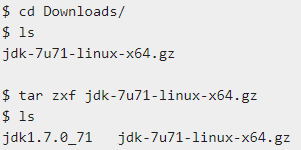 $ cd Downloads/
$ ls
jdk-7u71-linux-x64.gz
$ tar zxf jdk-7u71-linux-x64.gz
$ ls
jdk1.7.0_71   jdk-7u71-linux-x64.gz